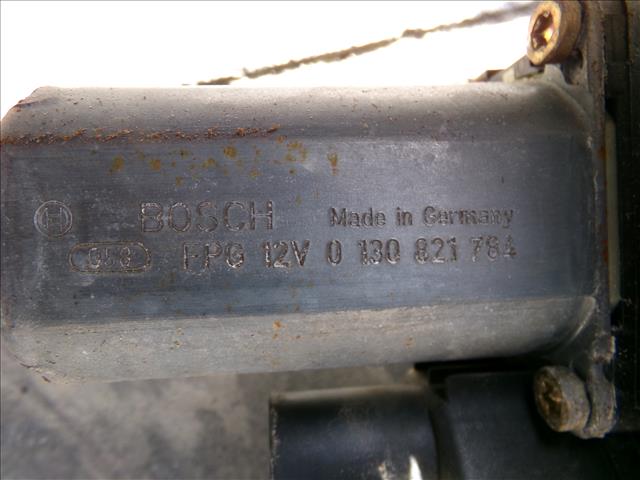 BOSCH Made in Germany
FPG 12V 0 130 821 784